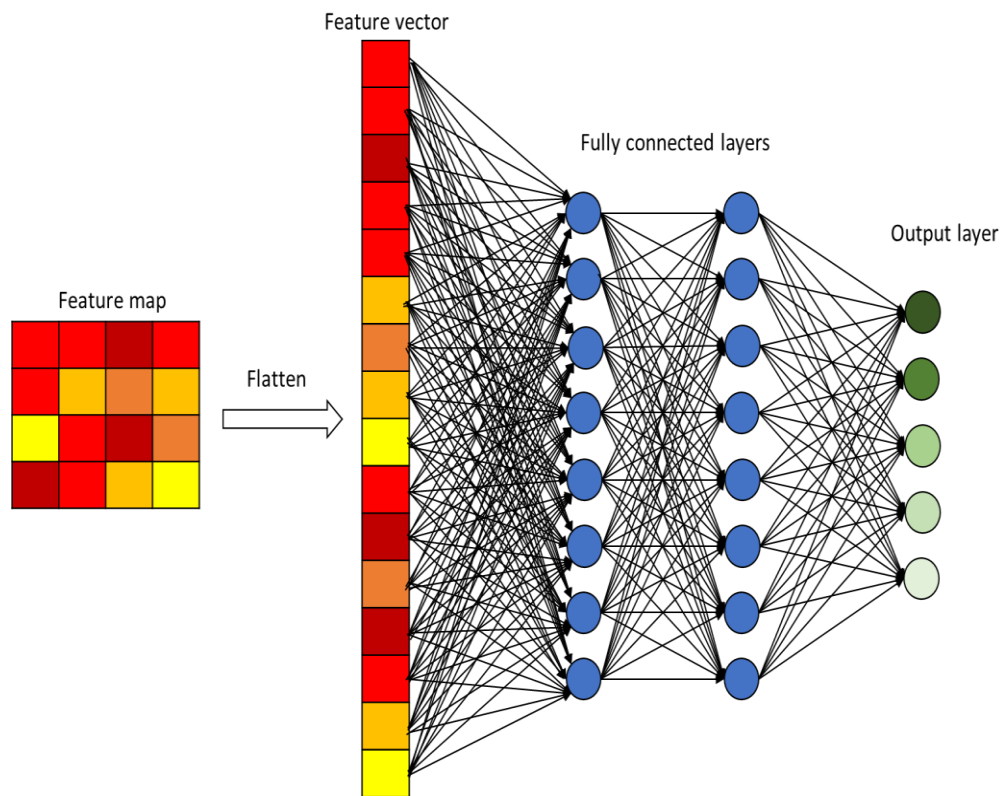 Feature vector
Fully connected layers
Output layer
Feature map
Flatten